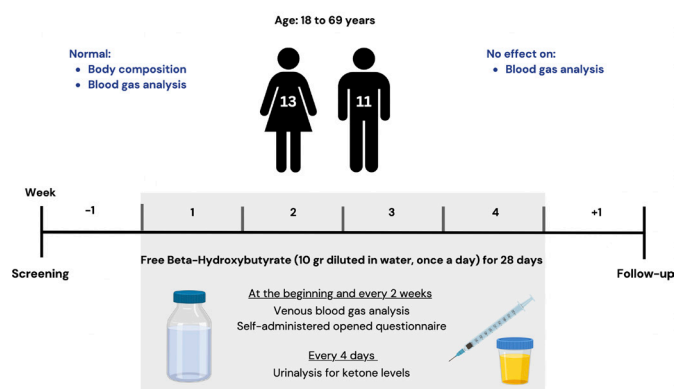 Age: 18 to 69 years
Normal:
• Body composition
• Blood gas analysis
13
11
No effect on:
• Blood gas analysis
Week
-1
1
2
3
4
+1
Screening
Follow-up
Free Beta-Hydroxybutyrate (10 gr diluted in water, once a day) for 28 days
At the beginning and every 2 weeks
Venous blood gas analysis
Self-administered opened questionnaire
Every 4 days
Urinalysis for ketone levels